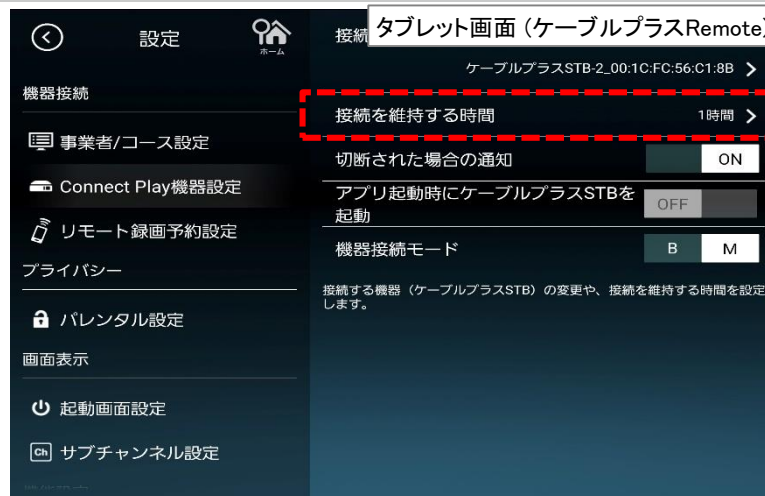 タブレット画面（ケーブルプラスRemote）
設定
ホーム
接続
ケーブルプラスSTB-2_00:1C:FC:56:C1:8B
機器接続
事業者/コース設定
Connect Play機器設定
リモート録画予約設定
プライバシー
パレンタル設定
画面表示
起動画面設定
Ch サブチャンネル設定
接続を維持する時間 1時間
切断された場合の通知 ON
アプリ起動時にケーブルプラスSTBを
起動 OFF
機器接続モード B M
接続する機器（ケーブルプラスSTB）の変更や、接続を維持する時間を設定
します。